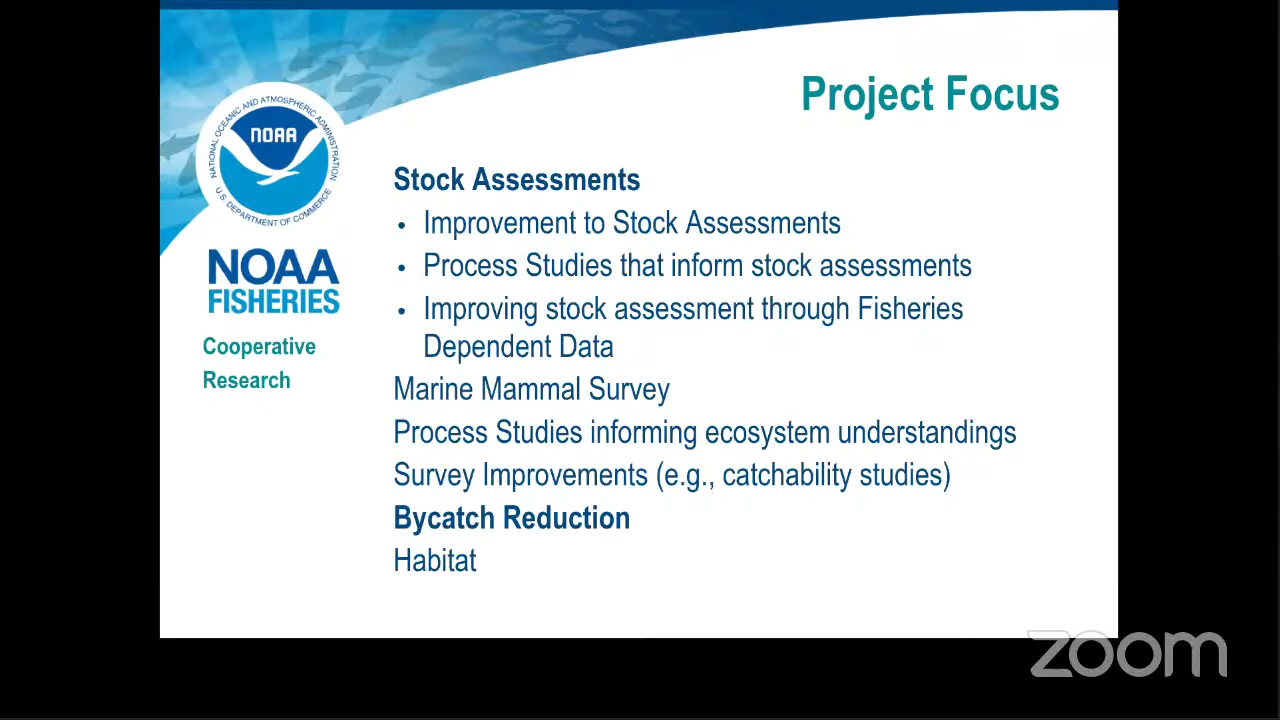 Project Focus
NATIONAL OCEANIC AND ATMOSPHERIC ADMINISTRATION
NOAA
U.S. DEPARTMENT OF COMMERCE
NOAA
FISHERIES
Cooperative
Research
Stock Assessments
• Improvement to Stock Assessments
• Process Studies that inform stock assessments
• Improving stock assessment through Fisheries
Dependent Data
Marine Mammal Survey
Process Studies informing ecosystem understandings
Survey Improvements (e.g., catchability studies)
Bycatch Reduction
Habitat
zoom